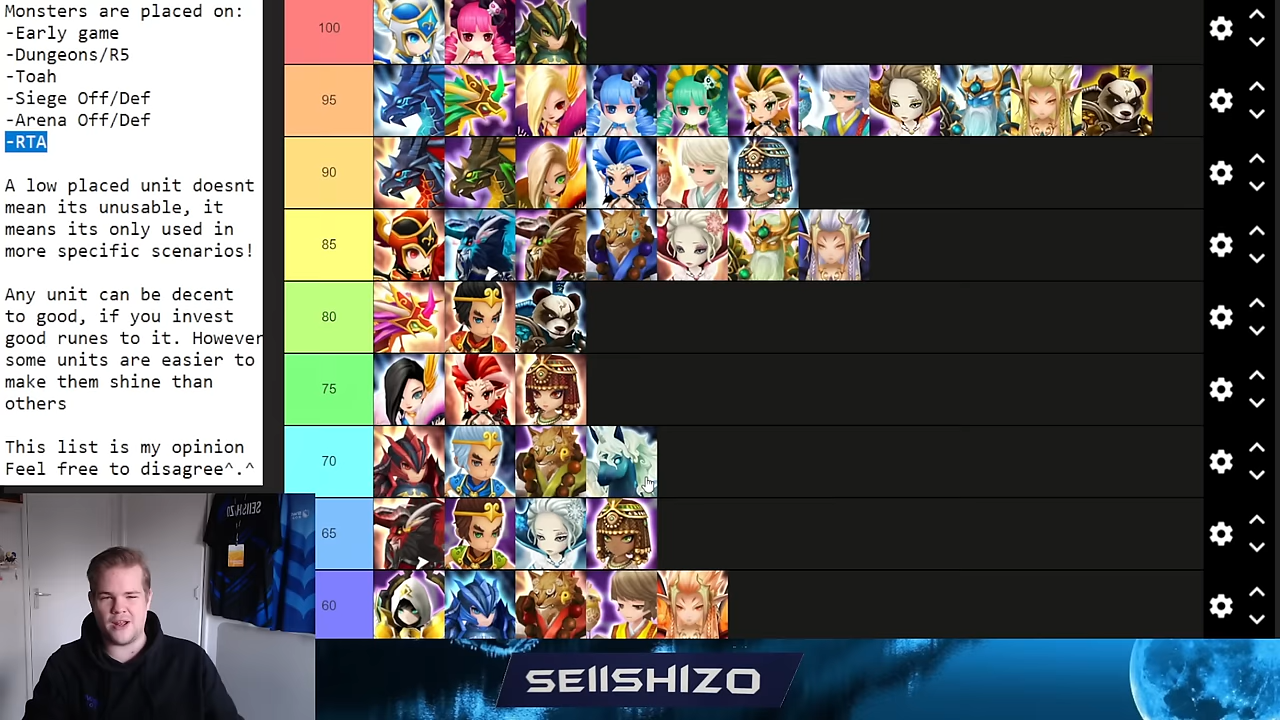 Monsters are placed on:
-Early game
-Dungeons/R5
-Toah
-Siege Off/Def
-Arena Off/Def
-RTA
A low placed unit doesnt
mean its unusable, it
means its only used in
more specific scenarios!
Any unit can be decent
to good, if you invest
good runes to it. However
some units are easier to
make them shine than
others
This list is my opinion
Feel free to disagree^.^
100
95
90
85
80
75
70
65
60
SEIISHIZO